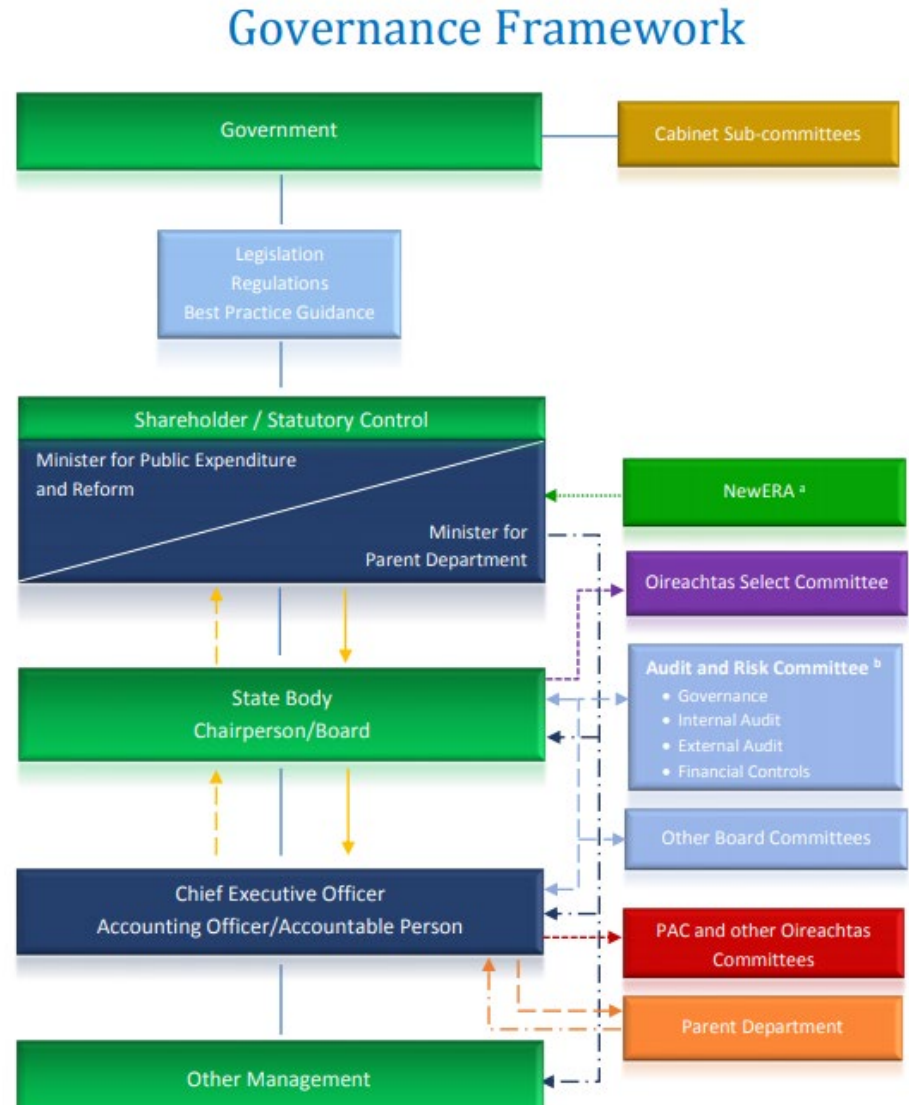 Governance Framework
Government
Cabinet Sub-committees
Legislation
Regulations
Best Practice Guidance
Shareholder / Statutory Control
Minister for Public Expenditure
and Reform
Minister for
Parent Department
NewERA ᵃ
Oireachtas Select Committee
Audit and Risk Committee ᵇ
• Governance
• Internal Audit
• External Audit
• Financial Controls
State Body
Chairperson/Board
Other Board Committees
Chief Executive Officer
Accounting Officer/Accountable Person
PAC and other Oireachtas
Committees
Parent Department
Other Management